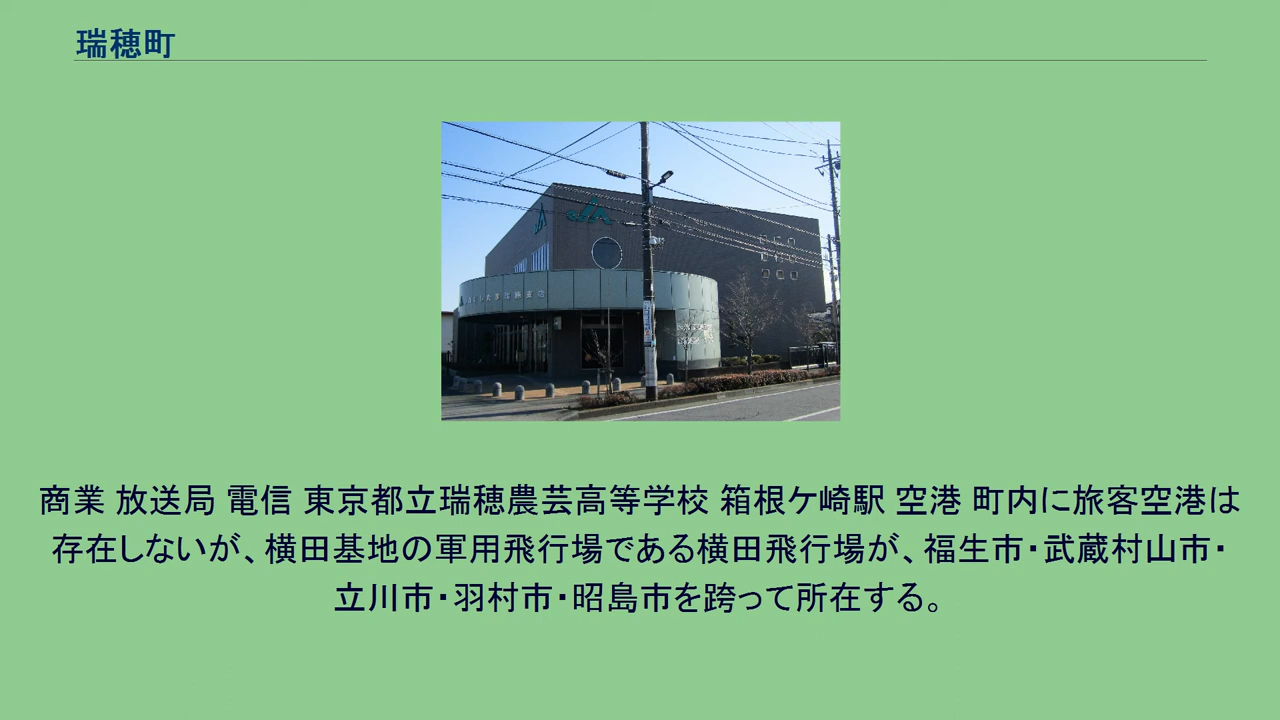 瑞穂町
JA
商業 放送局 電信 東京都立瑞穂農芸高等学校 箱根ケ崎駅 空港 町内に旅客空港は
存在しないが、横田基地の軍用飛行場である横田飛行場が、福生市・武蔵村山市・
立川市・羽村市・昭島市を跨って所在する。